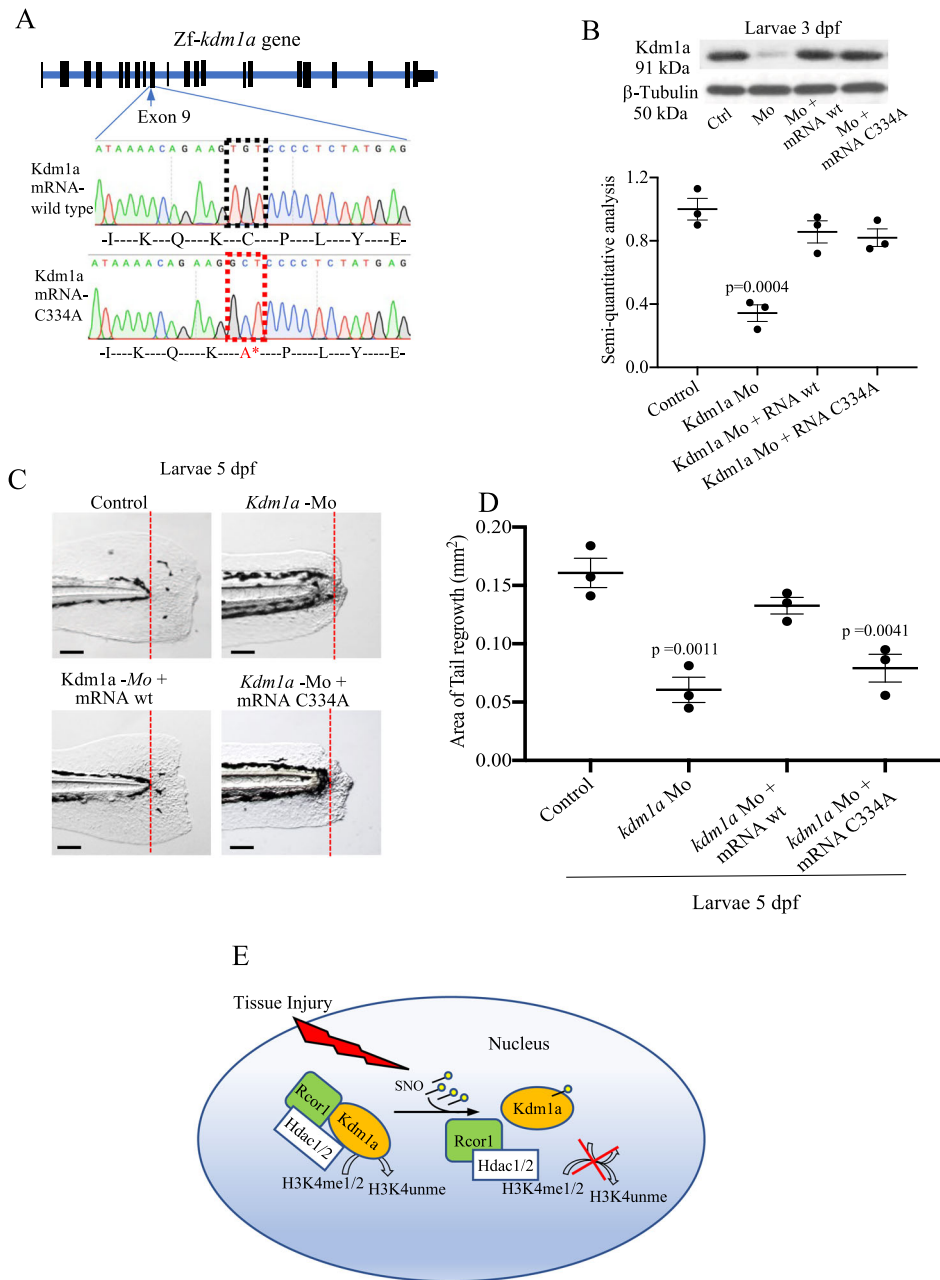 A
Zf-kdm1a gene
Exon 9
A T A A A A C A G A A G T G T C C C C T C T A T G A G
Kdm1a
mRNA-
wild type
-I----K----Q----K----C----P----L----Y----E-
A T A A A A C A G A A G G C T C C C C T C T A T G A G
Kdm1a
mRNA-
C334A
-I----K----Q----K----A*----P----L----Y----E-
B
Larvae 3 dpf
Kdm1a
91 kDa
β-Tubulin
50 kDa
Ctrl
Mo
Mo +
mRNA wt
Mo +
mRNA C334A
Semi-quantitative analysis
1.2
0.8
0.4
0.0
p=0.0004
Control
Kdm1a Mo
Kdm1a Mo + RNA wt
Kdm1a Mo + RNA C334A
C
Larvae 5 dpf
Control
Kdm1a -Mo
Kdm1a -Mo +
mRNA wt
Kdm1a -Mo +
mRNA C334A
D
Area of Tail regrowth (mm²)
0.20
0.15
0.10
0.05
0.00
p =0.0011
p =0.0041
Control
kdm1a Mo
kdm1a Mo +
mRNA wt
kdm1a Mo +
mRNA C334A
Larvae 5 dpf
E
Tissue Injury
Nucleus
SNO
Rcor1
Kdm1a
Hdac1/2
H3K4me1/2
H3K4unme
Kdm1a
Rcor1
Hdac1/2
H3K4me1/2
H3K4unme